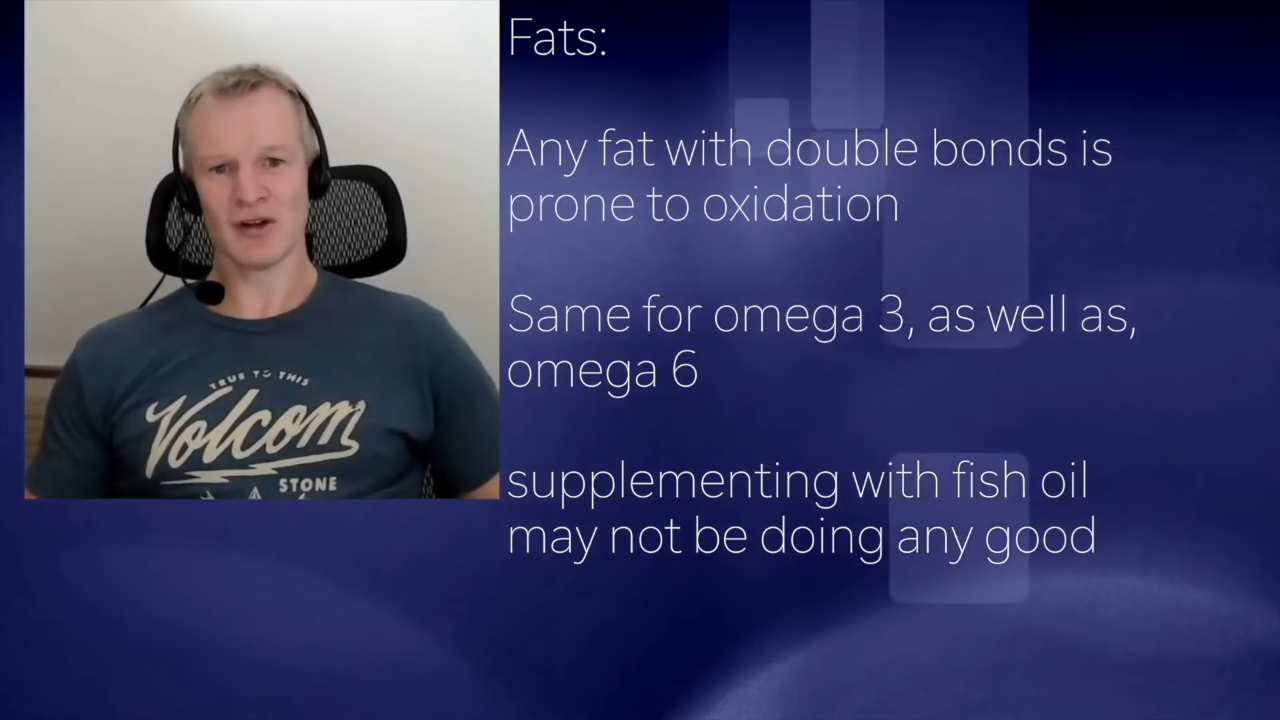 Fats:
Any fat with double bonds is
prone to oxidation
Same for omega 3, as well as,
omega 6
supplementing with fish oil
may not be doing any good
TRUE TO THIS
Volcom
STONE